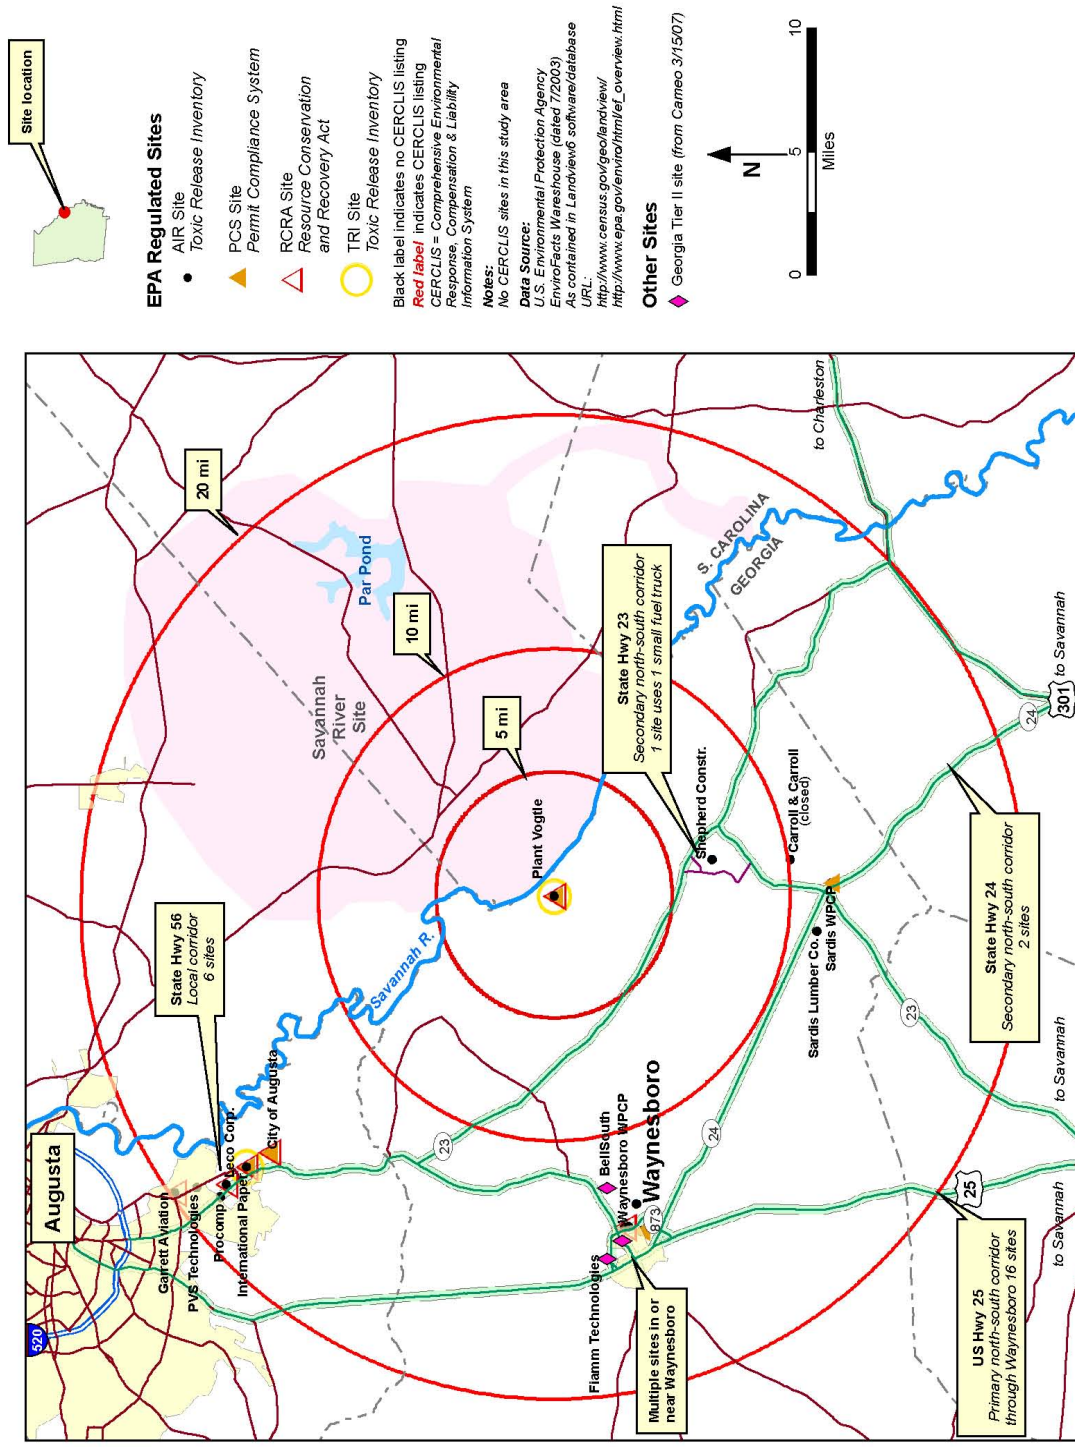 Site location
EPA Regulated Sites
AIR Site
Toxic Release Inventory
PCS Site
Permit Compliance System
RCRA Site
Resource Conservation
and Recovery Act
TRI Site
Toxic Release Inventory
Black label indicates no CERCLIS listing
Red label indicates CERCLIS listing
CERCLIS = Comprehensive Environmental
Response, Compensation & Liability
Information System
Notes:
No CERCLIS sites in this study area
Data Source:
U.S. Environmental Protection Agency
EnviroFacts Wareshouse (dated 7/2003)
As contained in Landview6 software/database
URL:
http://www.census.gov/geo/landview/
http://www.epa.gov/enviro/html/ef_overview.html
Other Sites
Georgia Tier II site (from Cameo 3/15/07)
N
0
5
10
Miles
520
Augusta
Garrett Aviation
PVS Technologies
Procomp
Leco Corp.
International Paper
City of Augusta
State Hwy 56
Local corridor
6 sites
20 mi
Savannah
River
Site
Par Pond
10 mi
5 mi
Savannah R.
Plant Vogtle
23
State Hwy 23
Secondary north-south corridor
1 site uses 1 small fuel truck
S. CAROLINA
GEORGIA
to Charleston
BellSouth
Waynesboro WPCP
Waynesboro
Fiamm Technologies
873
Multiple sites in or
near Waynesboro
24
Shepherd Constr.
Carroll & Carroll
(closed)
Sardis Lumber Co.
Sardis WPCP
23
US Hwy 25
Primary north-south corridor
through Waynesboro 16 sites
25
State Hwy 24
Secondary north-south corridor
2 sites
24
301
to Savannah
to Savannah
to Savannah